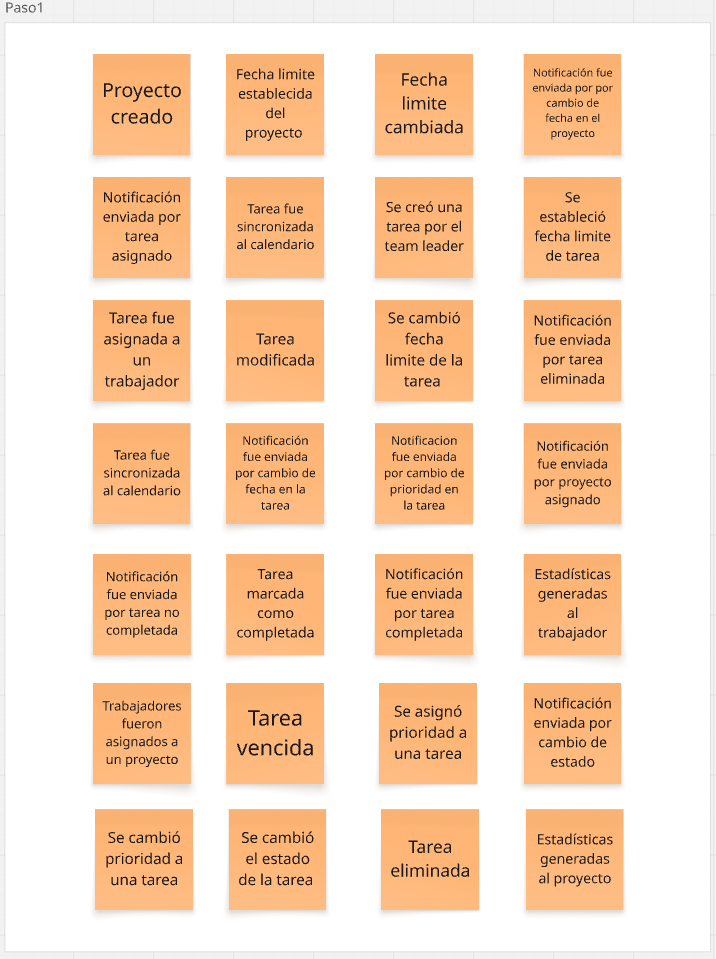 Paso1
Proyecto
creado
Fecha limite
establecida
del
proyecto
Fecha
limite
cambiada
Notificación fue
enviada por por
cambio de
fecha en el
proyecto
Notificación
enviada por
tarea
asignado
Tarea fue
sincronizada
al calendario
Se creó una
tarea por el
team leader
Se
estableció
fecha limite
de tarea
Tarea fue
asignada a
un
trabajador
Tarea
modificada
Se cambió
fecha
limite de la
tarea
Notificación
fue enviada
por tarea
eliminada
Tarea fue
sincronizada
al calendario
Notificación
fue enviada
por cambio de
fecha en la
tarea
Notificacion
fue enviada
por cambio de
prioridad en
la tarea
Notificación
fue enviada
por proyecto
asignado
Notificación
fue enviada
por tarea no
completada
Tarea
marcada
como
completada
Notificación
fue enviada
por tarea
completada
Estadísticas
generadas
al
trabajador
Trabajadores
fueron
asignados a
un proyecto
Tarea
vencida
Se asignó
prioridad a
una tarea
Notificación
enviada por
cambio de
estado
Se cambió
prioridad a
una tarea
Se cambió
el estado
de la tarea
Tarea
eliminada
Estadísticas
generadas
al proyecto